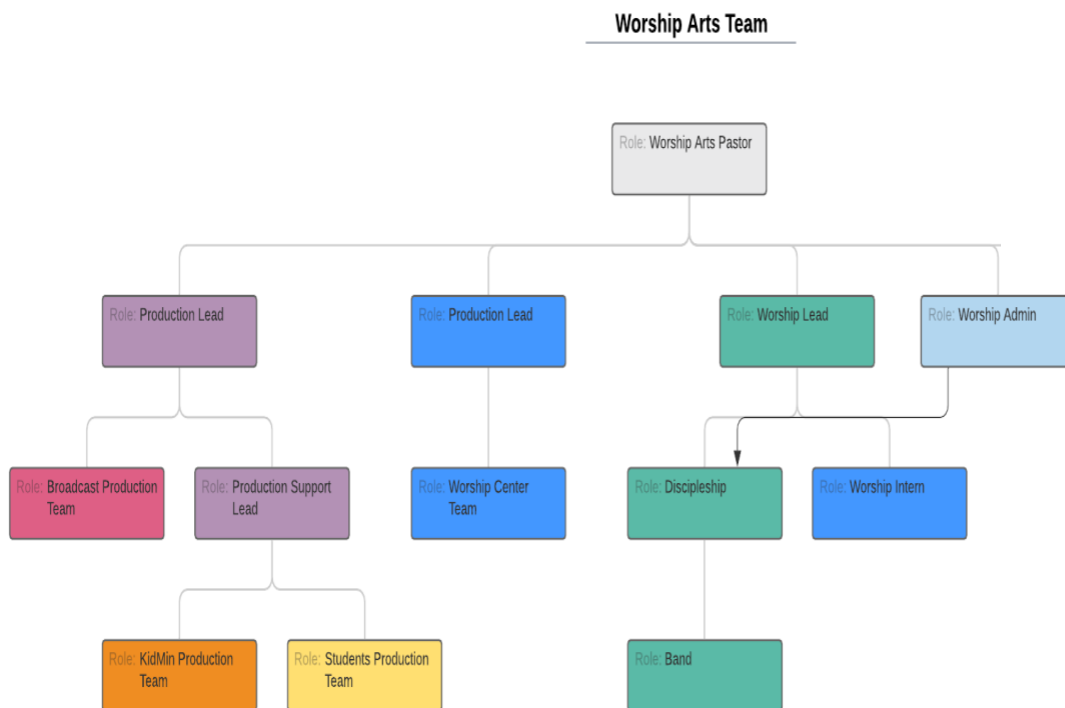 Worship Arts Team
Role: Worship Arts Pastor
Role: Production Lead
Role: Production Lead
Role: Worship Lead
Role: Worship Admin
Role: Broadcast Production
Team
Role: Production Support
Lead
Role: Worship Center
Team
Role: Discipleship
Role: Worship Intern
Role: KidMin Production
Team
Role: Students Production
Team
Role: Band